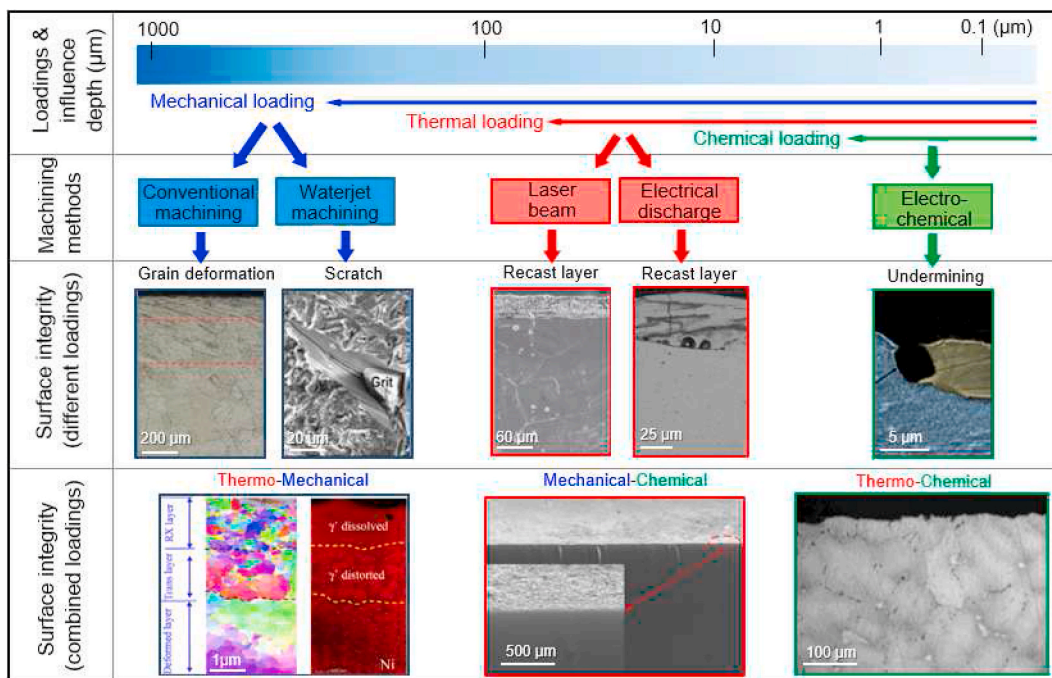 Loadings &
influence
depth (μm)
1000
100
10
1
0.1 (μm)
Mechanical loading
Thermal loading
Chemical loading
Machining
methods
Conventional
machining
Waterjet
machining
Laser
beam
Electrical
discharge
Electro-
chemical
Surface integrity
(different loadings)
Grain deformation
Scratch
Recast layer
Recast layer
Undermining
Grit
200 μm
20 μm
60 μm
25 μm
5 μm
Surface integrity
(combined loadings)
Thermo-Mechanical
Mechanical-Chemical
Thermo-Chemical
RX layer
Trans layer
Deformed layer
1μm
γ' dissolved
γ' distorted
Ni
500 μm
100 μm